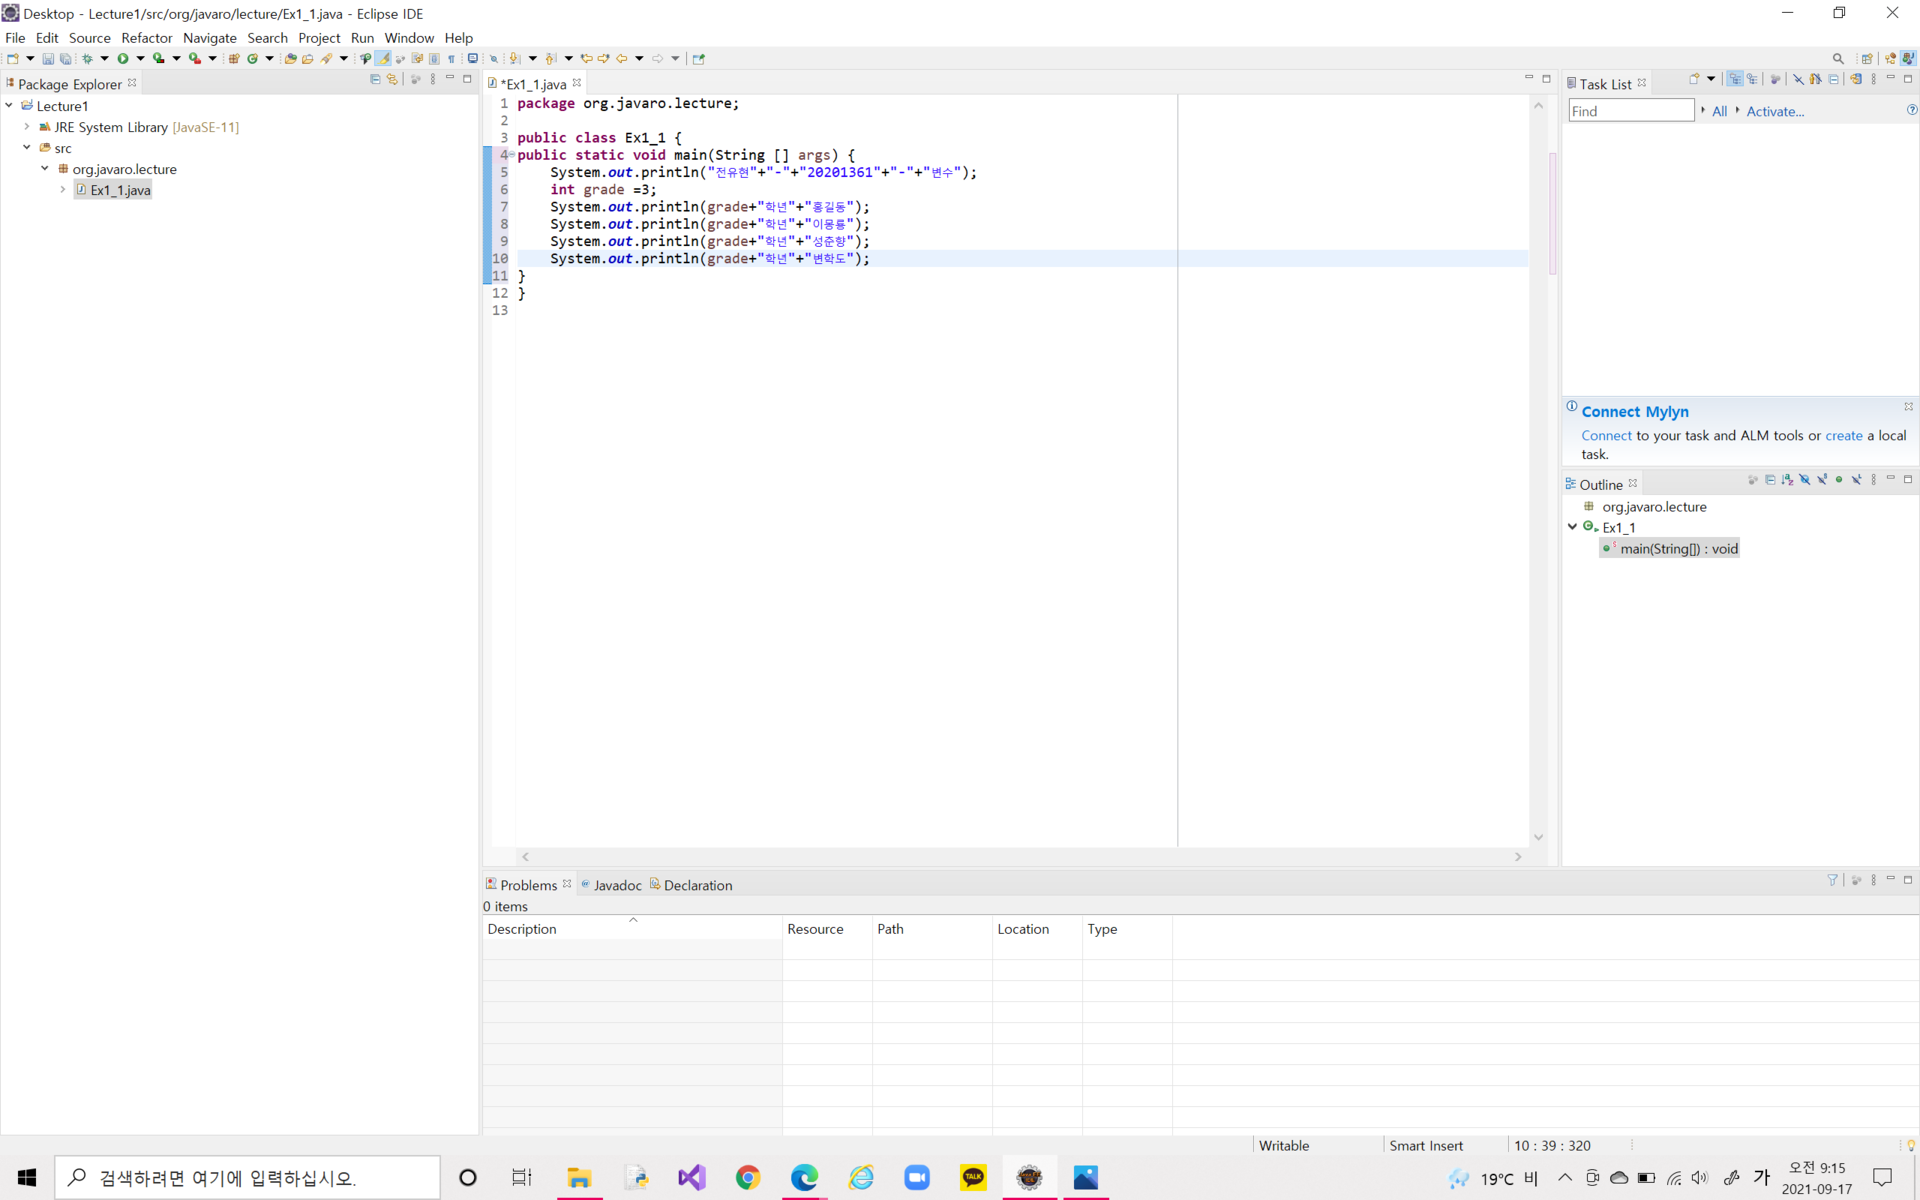 Desktop - Lecture1/src/org/javaro/lecture/Ex1_1.java - Eclipse IDE
File Edit Source Refactor Navigate Search Project Run Window Help
Package Explorer
Lecture1
JRE System Library [JavaSE-11]
src
org.javaro.lecture
Ex1_1.java
*Ex1_1.java
1 package org.javaro.lecture;
2
3 public class Ex1_1 {
4 public static void main(String [] args) {
5 System.out.println("전유현"+"-"+"20201361"+"-"+"변수");
6 int grade =3;
7 System.out.println(grade+"학년"+"홍길동");
8 System.out.println(grade+"학년"+"이몽룡");
9 System.out.println(grade+"학년"+"성춘향");
10 System.out.println(grade+"학년"+"변학도");
11 }
12 }
13
Task List
Find All Activate...
Connect Mylyn
Connect to your task and ALM tools or create a local
task.
Outline
org.javaro.lecture
Ex1_1
main(String[]) : void
Problems Javadoc Declaration
0 items
Description Resource Path Location Type
Writable Smart Insert 10 : 39 : 320
검색하려면 여기에 입력하십시오.
TALK
19°C 비
가
오전 9:15
2021-09-17